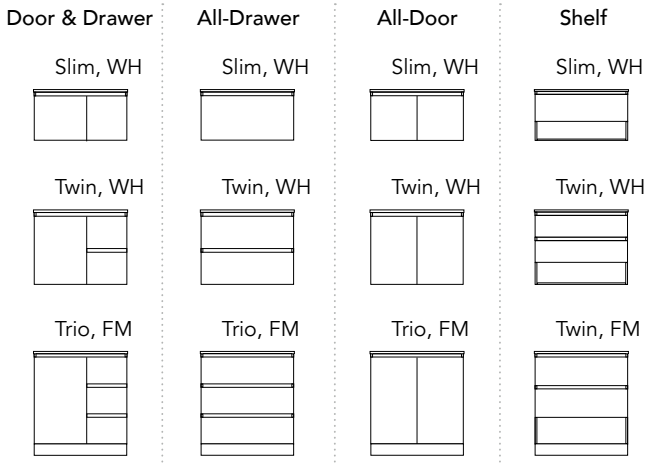 Door & Drawer All-Drawer All-Door Shelf
Slim, WH Slim, WH Slim, WH Slim, WH
Twin, WH Twin, WH Twin, WH Twin, WH
Trio, FM Trio, FM Trio, FM Twin, FM